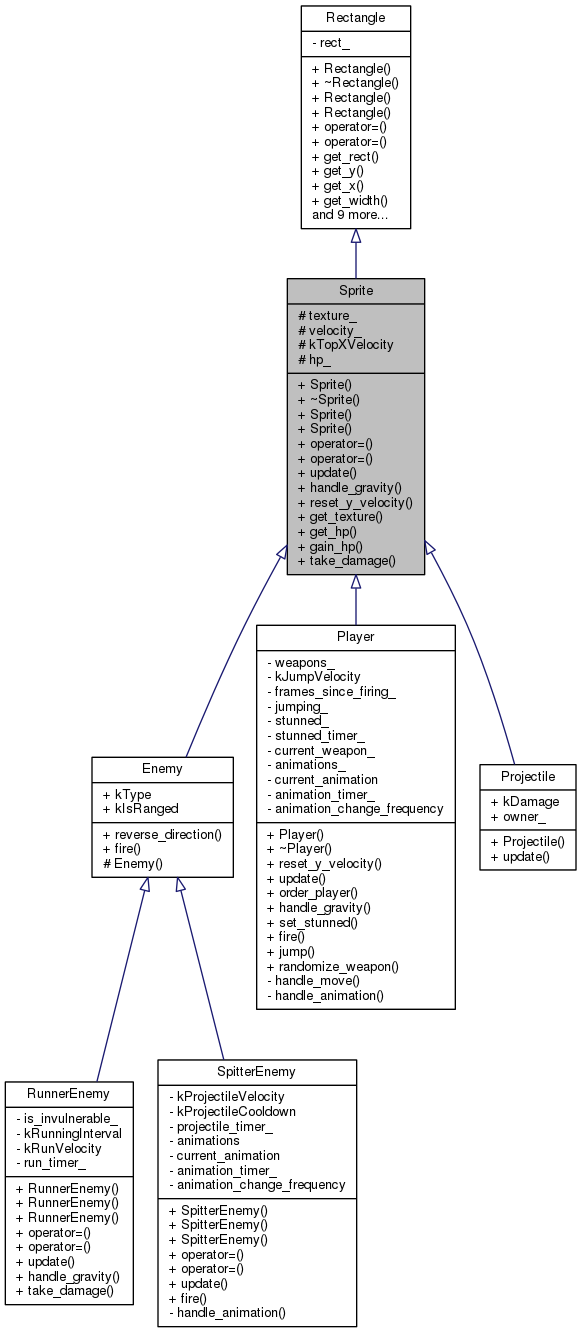 Rectangle
- rect_
+ Rectangle()
+ ~Rectangle()
+ Rectangle()
+ Rectangle()
+ operator=()
+ operator=()
+ get_rect()
+ get_y()
+ get_x()
+ get_width()
and 9 more...
Sprite
# texture_
# velocity_
# kTopXVelocity
# hp_
+ Sprite()
+ ~Sprite()
+ Sprite()
+ Sprite()
+ operator=()
+ operator=()
+ update()
+ handle_gravity()
+ reset_y_velocity()
+ get_texture()
+ get_hp()
+ gain_hp()
+ take_damage()
Enemy
+ kType
+ kIsRanged
+ reverse_direction()
+ fire()
# Enemy()
Player
- weapons_
- kJumpVelocity
- frames_since_firing_
- jumping_
- stunned_
- stunned_timer_
- current_weapon_
- animations_
- current_animation
- animation_timer_
- animation_change_frequency
+ Player()
+ ~Player()
+ reset_y_velocity()
+ update()
+ order_player()
+ handle_gravity()
+ set_stunned()
+ fire()
+ jump()
+ randomize_weapon()
- handle_move()
- handle_animation()
Projectile
+ kDamage
+ owner_
+ Projectile()
+ update()
RunnerEnemy
- is_invulnerable_
- kRunningInterval
- kRunVelocity
- run_timer_
+ RunnerEnemy()
+ RunnerEnemy()
+ RunnerEnemy()
+ operator=()
+ operator=()
+ update()
+ handle_gravity()
+ take_damage()
SpitterEnemy
- kProjectileVelocity
- kProjectileCooldown
- projectile_timer_
- animations
- current_animation
- animation_timer_
- animation_change_frequency
+ SpitterEnemy()
+ SpitterEnemy()
+ SpitterEnemy()
+ operator=()
+ operator=()
+ update()
+ fire()
- handle_animation()